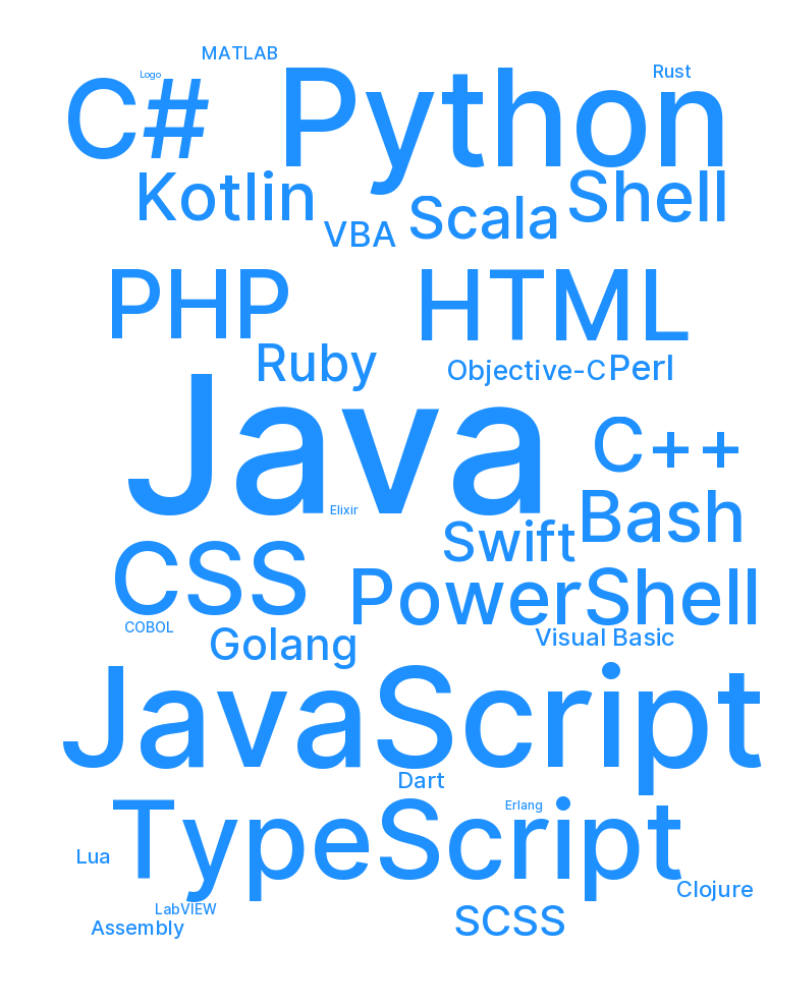 MATLAB
Logo
Rust
C# Python
Kotlin
VBA
Scala
Shell
PHP HTML
Ruby
Objective-C
Perl
Java
C++
Elixir
Bash
Swift
CSS
PowerShell
COBOL
Golang
Visual Basic
JavaScript
Dart
Erlang
TypeScript
Lua
Clojure
LabVIEW
Assembly
SCSS